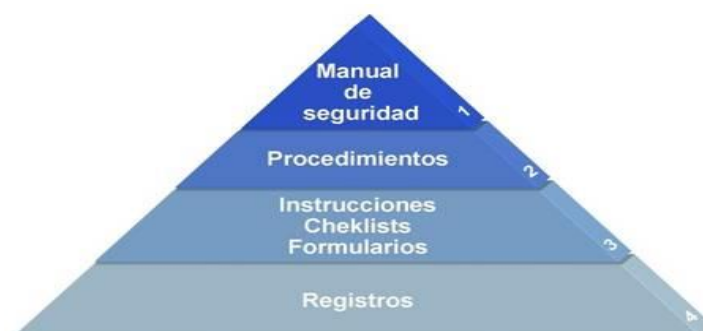 Manual
de
seguridad
1
Procedimientos
2
Instrucciones
Cheklists
Formularios
3
Registros
4